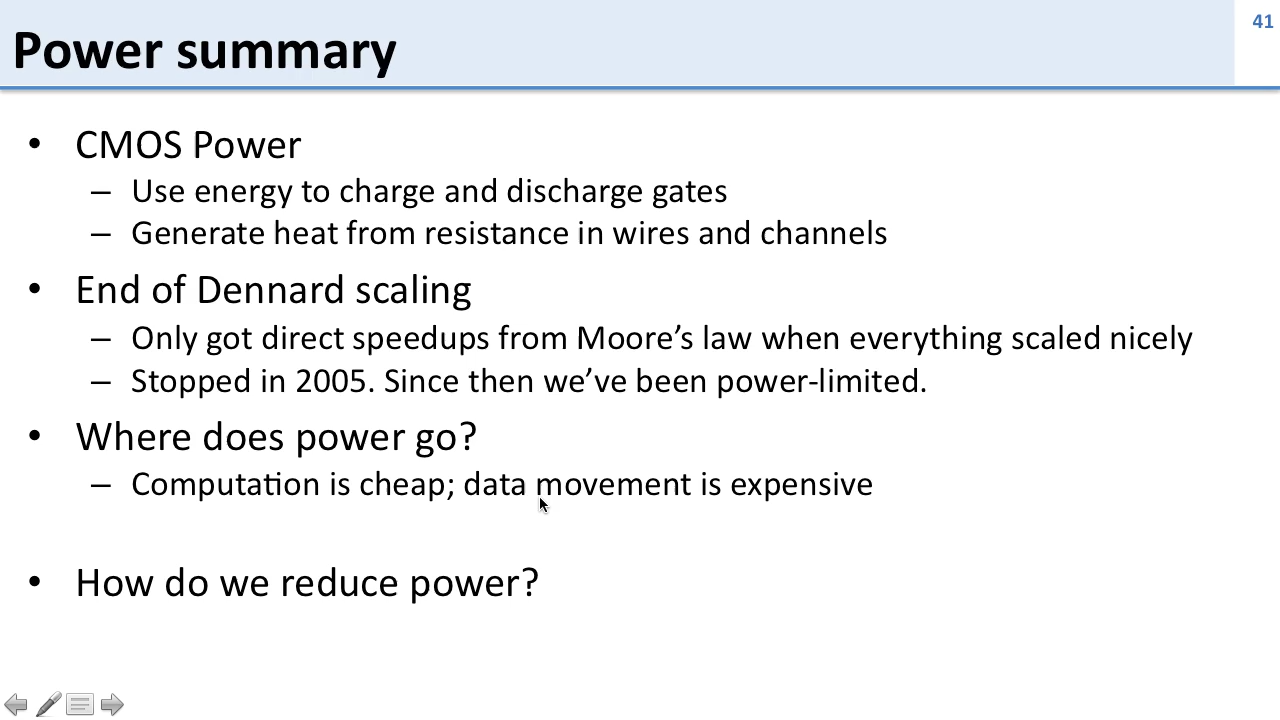 41
Power summary
• CMOS Power
– Use energy to charge and discharge gates
– Generate heat from resistance in wires and channels
• End of Dennard scaling
– Only got direct speedups from Moore’s law when everything scaled nicely
– Stopped in 2005. Since then we’ve been power-limited.
• Where does power go?
– Computation is cheap; data movement is expensive
• How do we reduce power?